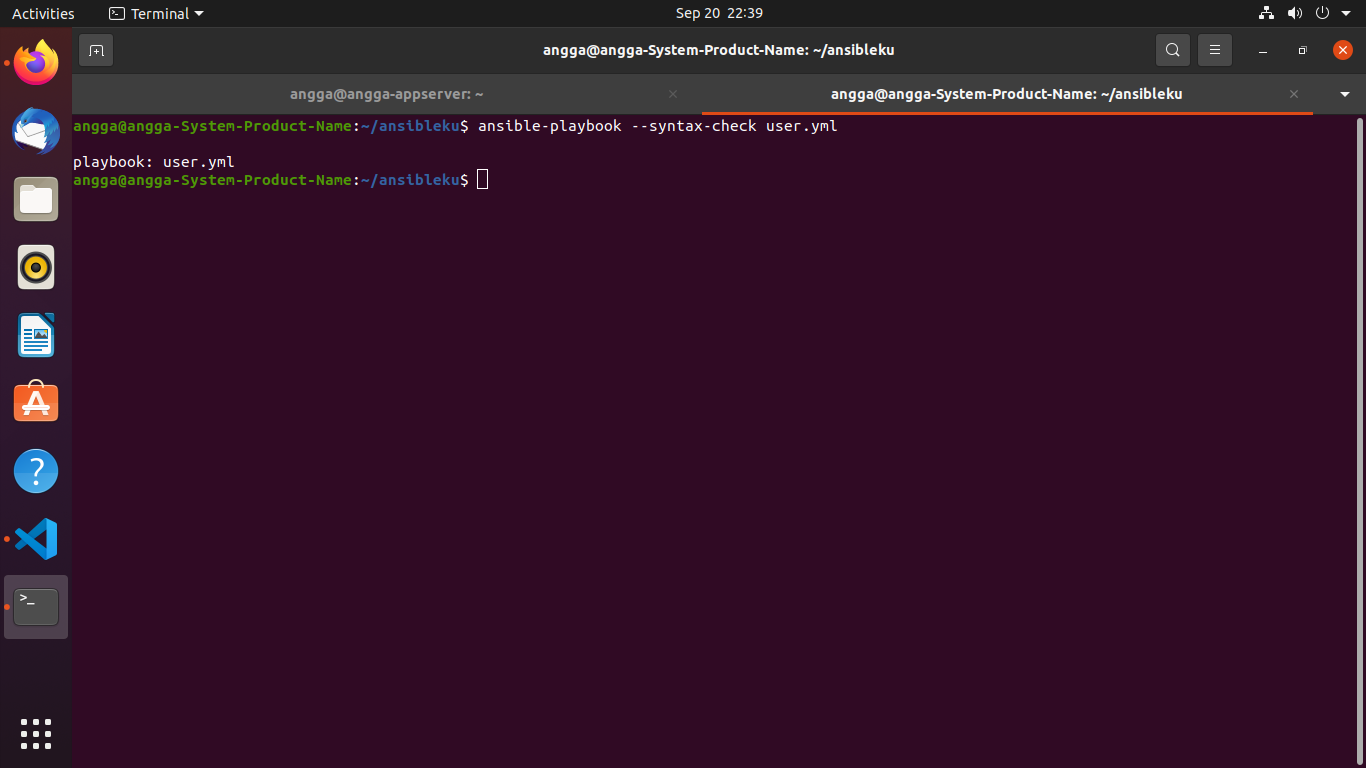 Activities Terminal Sep 20 22:39
angga@angga-System-Product-Name: ~/ansibleku
angga@angga-appserver: ~ angga@angga-System-Product-Name: ~/ansibleku
angga@angga-System-Product-Name:~/ansibleku$ ansible-playbook --syntax-check user.yml
playbook: user.yml
angga@angga-System-Product-Name:~/ansibleku$